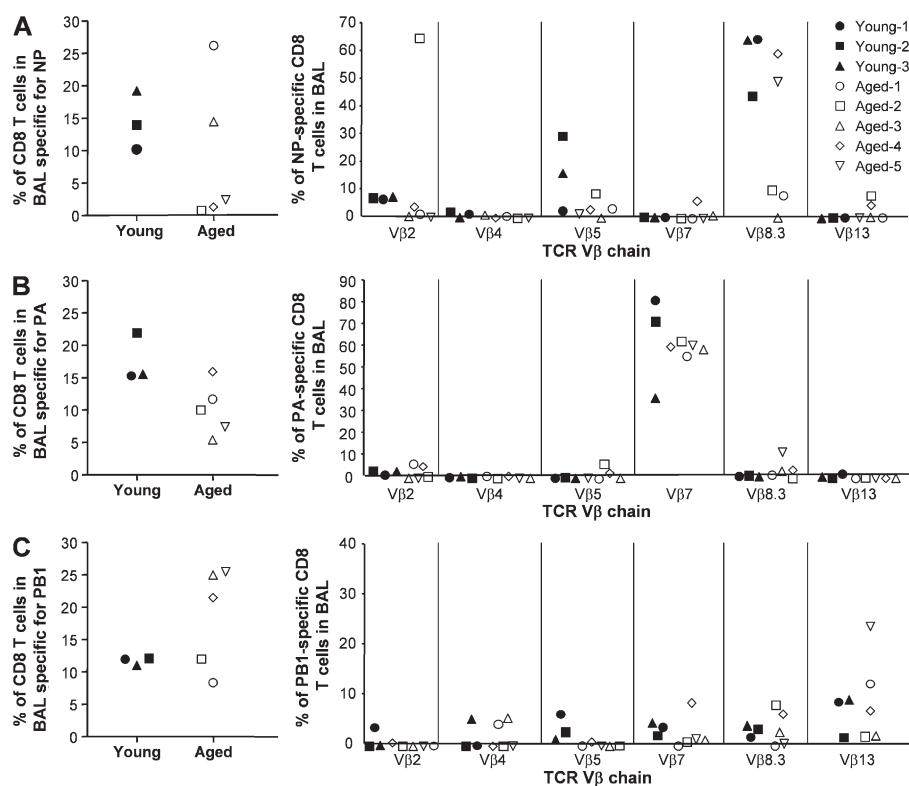 A
% of CD8 T cells in
BAL specific for NP
30
25
20
15
10
5
0
Young Aged
% of NP-specific CD8
T cells in BAL
70
60
50
40
30
20
10
0
Vβ2 Vβ4 Vβ5 Vβ7 Vβ8.3 Vβ13
TCR Vβ chain
Young-1
Young-2
Young-3
Aged-1
Aged-2
Aged-3
Aged-4
Aged-5
B
% of CD8 T cells in
BAL specific for PA
30
25
20
15
10
5
0
Young Aged
% of PA-specific CD8
T cells in BAL
90
80
70
60
50
40
30
20
10
0
Vβ2 Vβ4 Vβ5 Vβ7 Vβ8.3 Vβ13
TCR Vβ chain
C
% of CD8 T cells in
BAL specific for PB1
30
25
20
15
10
5
0
Young Aged
% of PB1-specific CD8
T cells in BAL
40
30
20
10
0
Vβ2 Vβ4 Vβ5 Vβ7 Vβ8.3 Vβ13
TCR Vβ chain